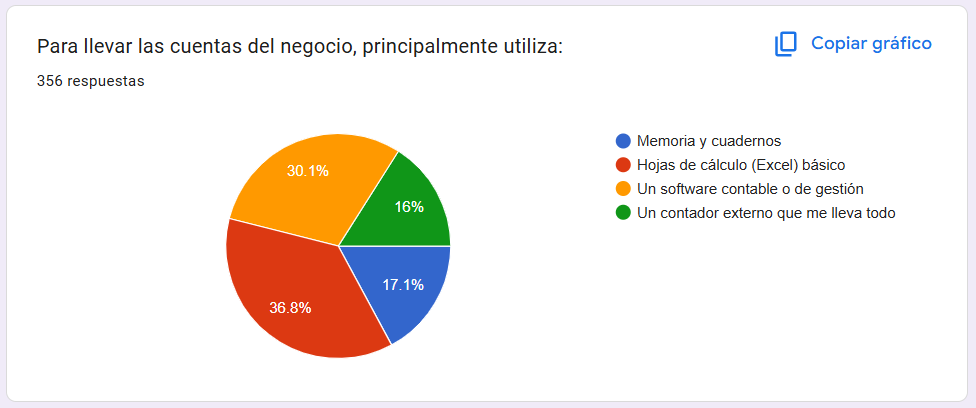 Para llevar las cuentas del negocio, principalmente utiliza:
Copiar gráfico
356 respuestas
30.1%
16%
17.1%
36.8%
Memoria y cuadernos
Hojas de cálculo (Excel) básico
Un software contable o de gestión
Un contador externo que me lleva todo